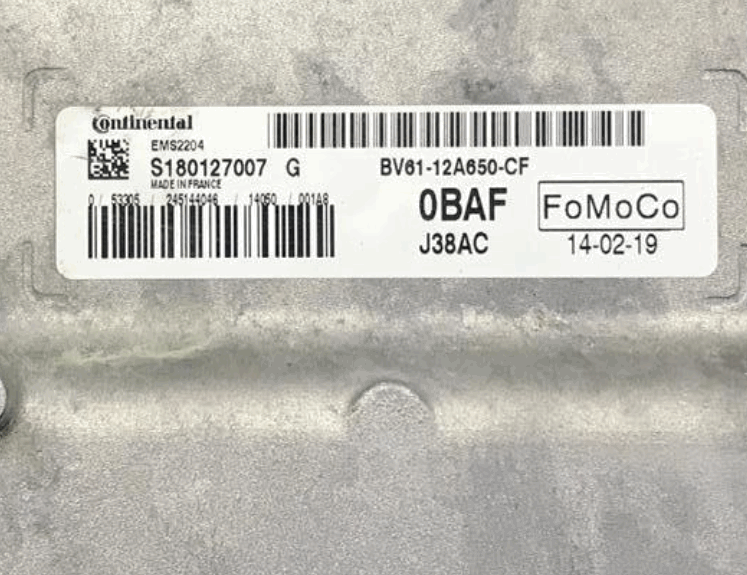 Continental
EMS2204
S180127007 G
MADE IN FRANCE
0 / 53305 / 245144046 / 14050 / 001A8
BV61-12A650-CF
0BAF
J38AC
FoMoCo
14-02-19